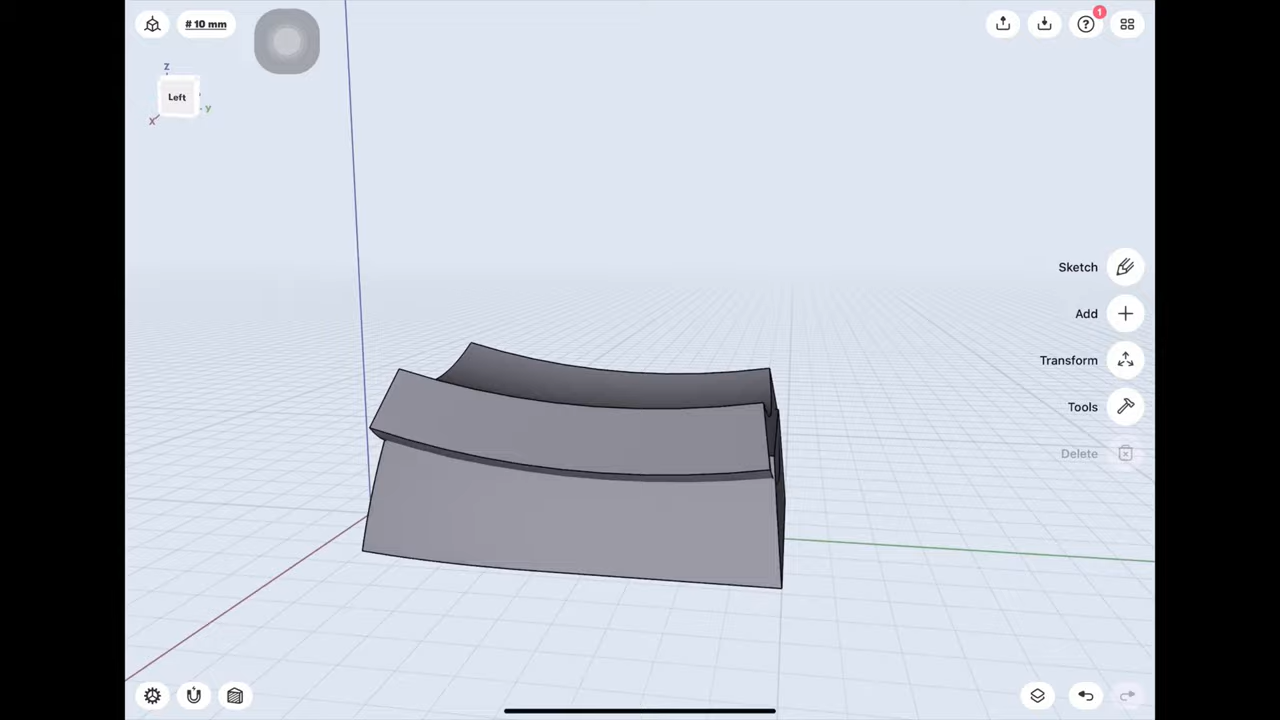 # 10 mm
1
Z
Left
y
X
Sketch
Add
Transform
Tools
Delete